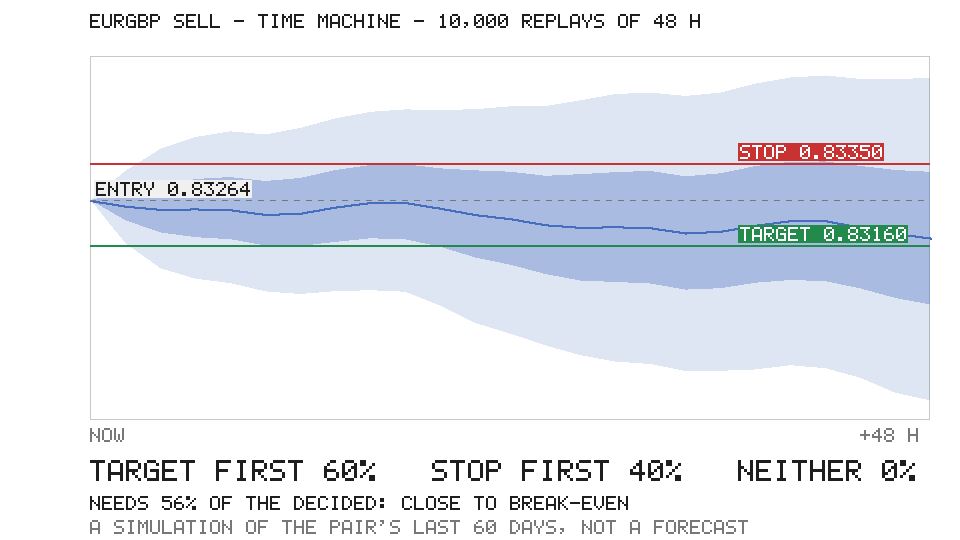 EURGBP SELL – TIME MACHINE – 10,000 REPLAYS OF 48 H
STOP 0.83350
ENTRY 0.83264
TARGET 0.83160
NOW
+48 H
TARGET FIRST 60% STOP FIRST 40% NEITHER 0%
NEEDS 56% OF THE DECIDED: CLOSE TO BREAK-EVEN
A SIMULATION OF THE PAIR'S LAST 60 DAYS, NOT A FORECAST